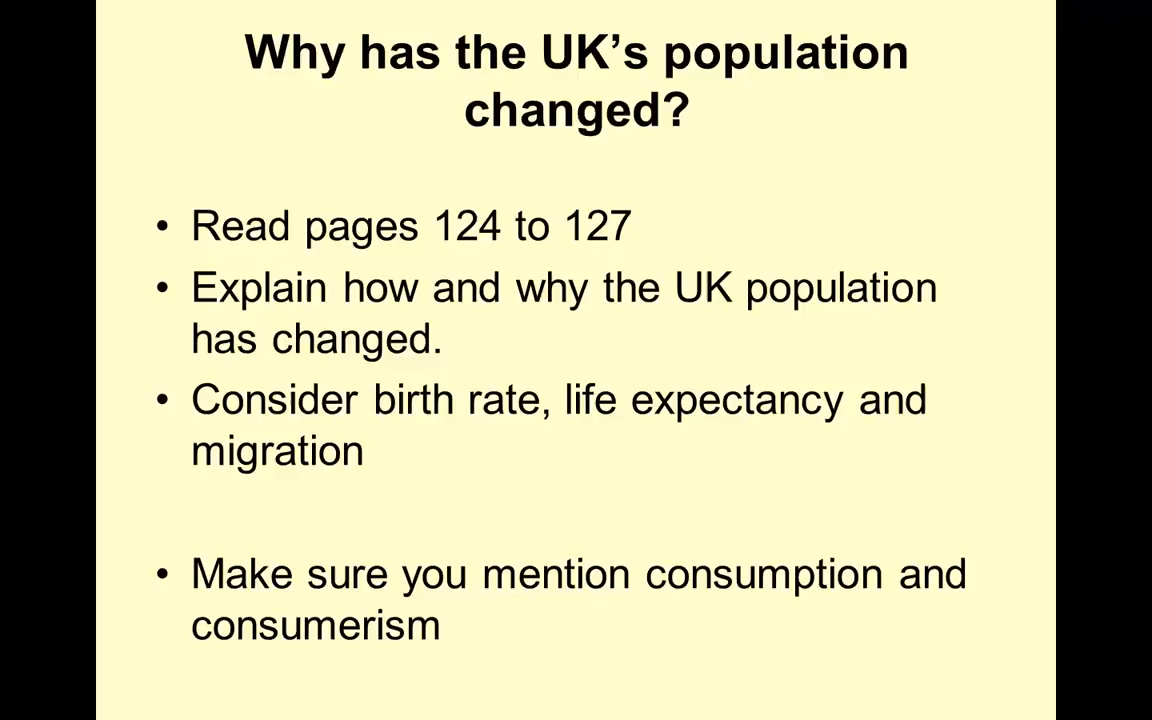 Why has the UK’s population
changed?
• Read pages 124 to 127
• Explain how and why the UK population
has changed.
• Consider birth rate, life expectancy and
migration
• Make sure you mention consumption and
consumerism